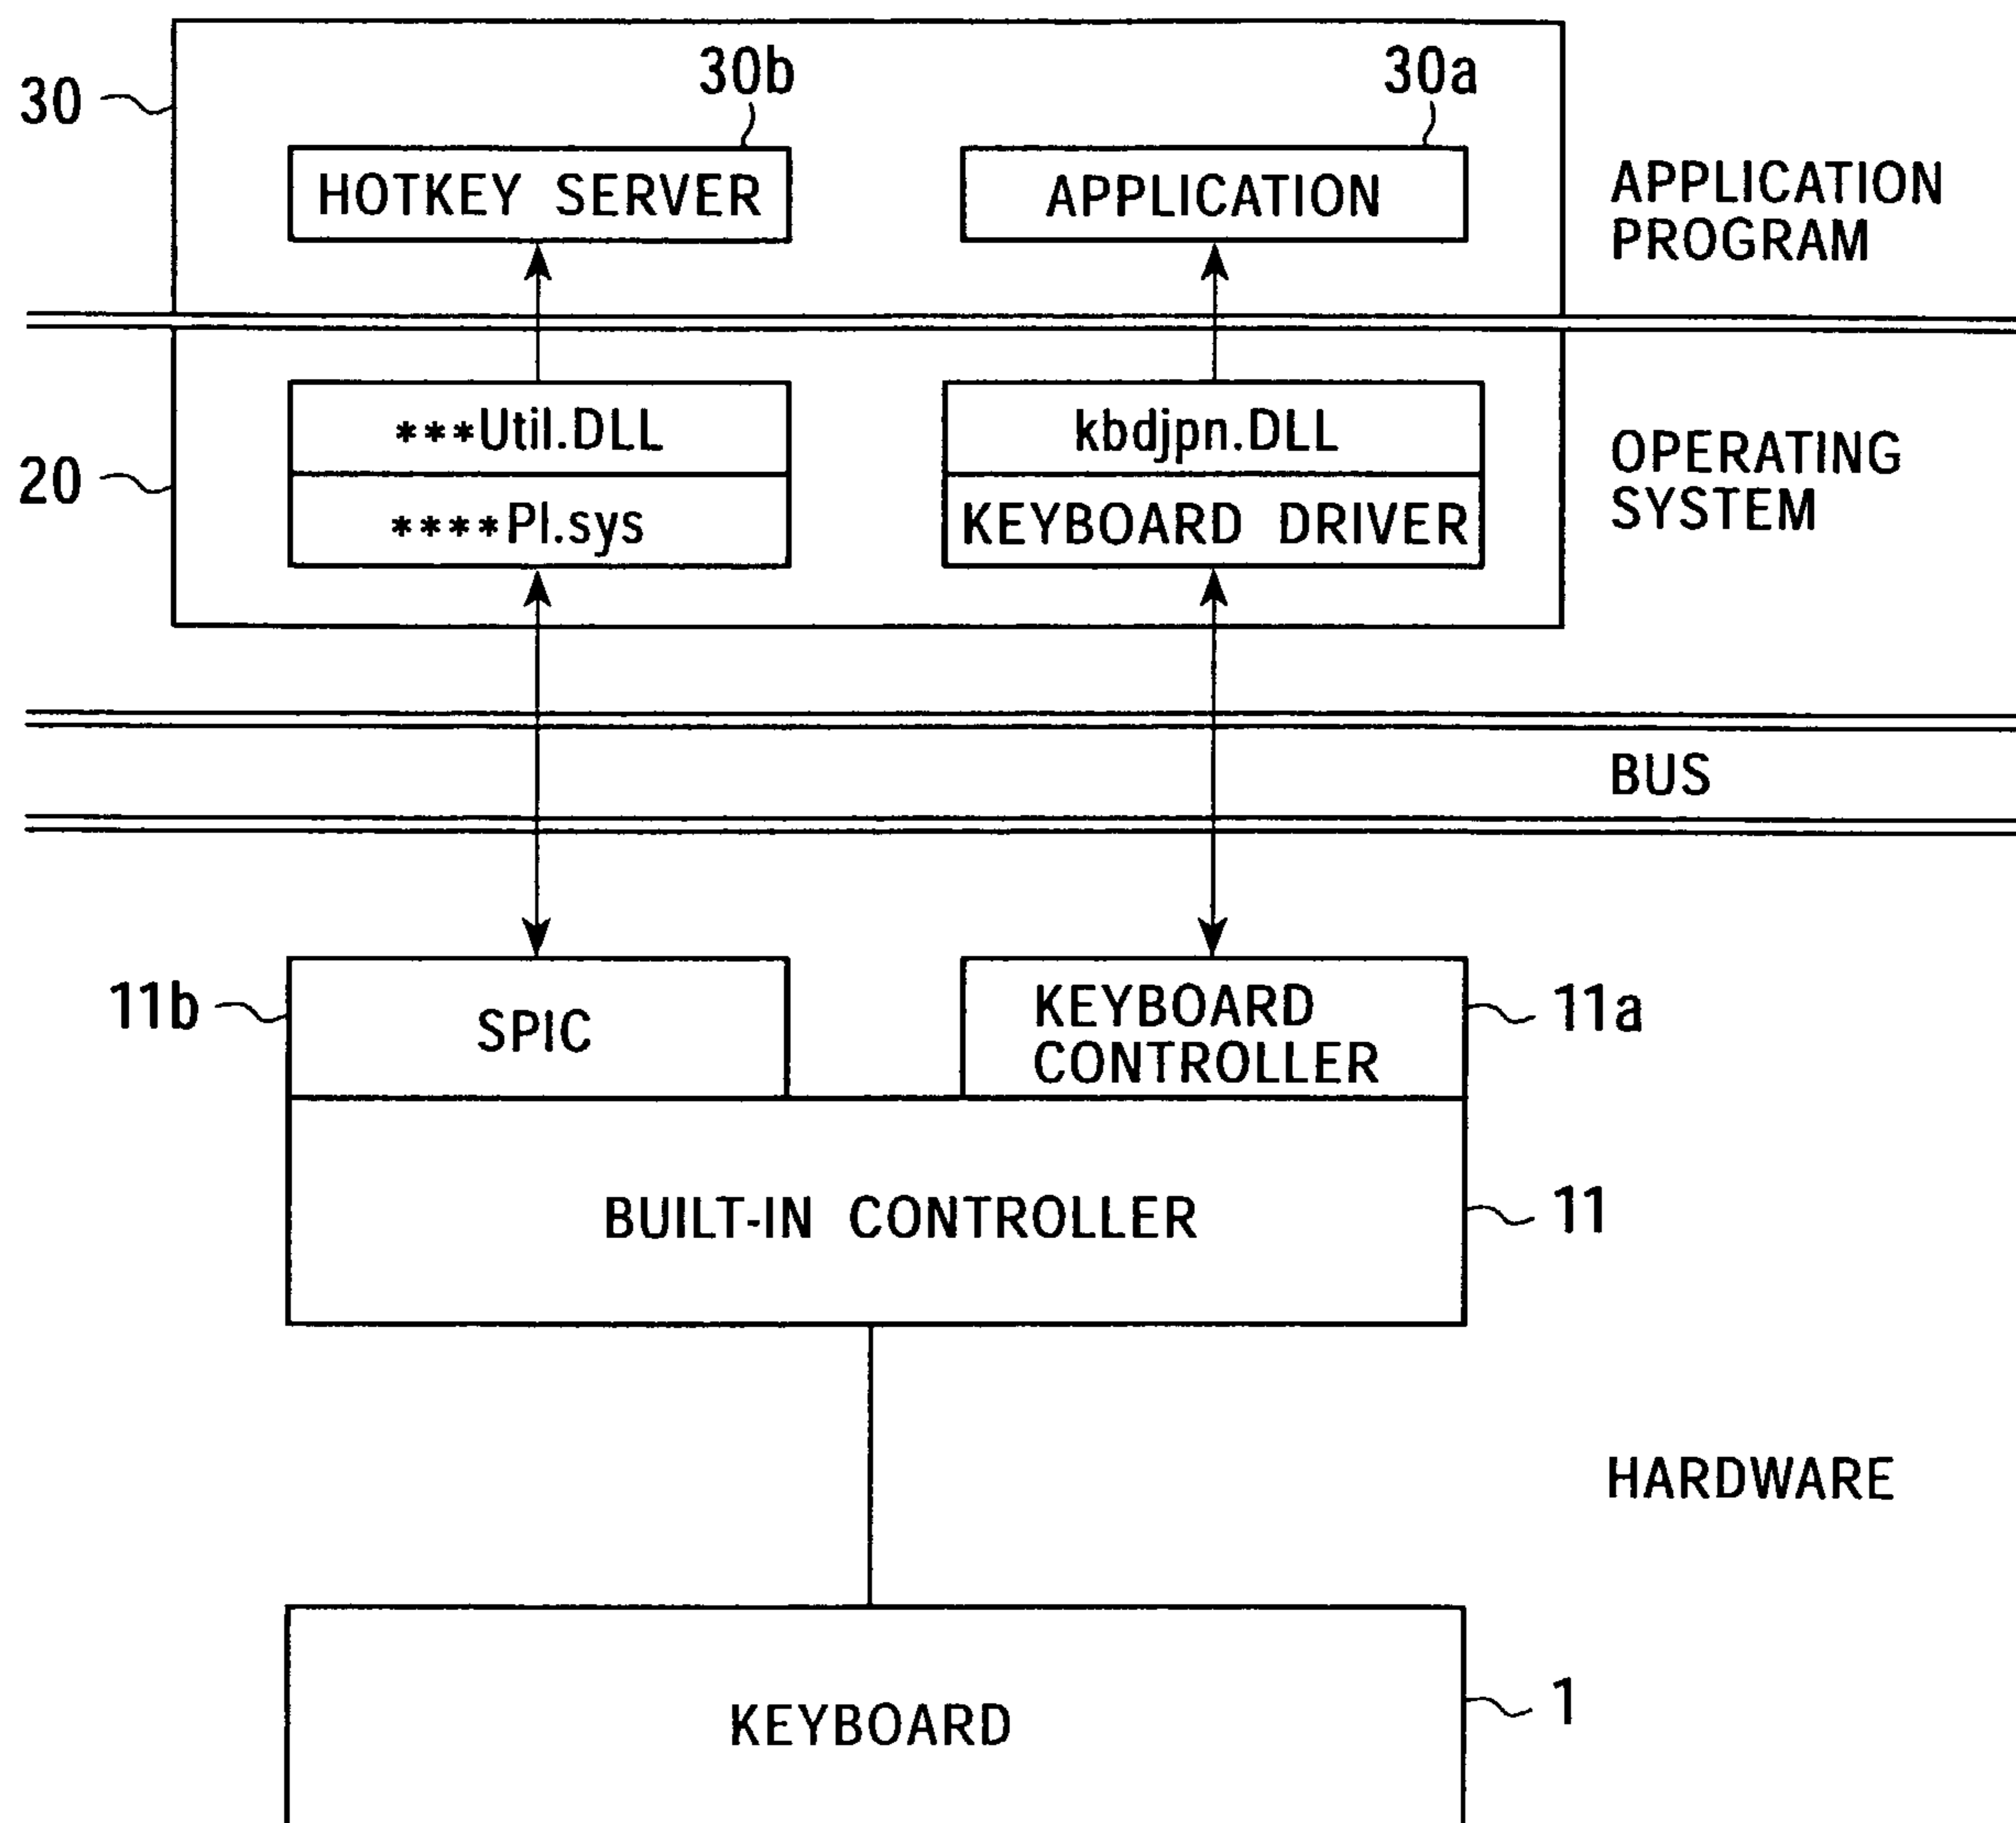 30b
30a
30
HOTKEY SERVER
APPLICATION
APPLICATION
PROGRAM
***Util.DLL
kbdjpn.DLL
OPERATING
SYSTEM
20
****Pl.sys
KEYBOARD DRIVER
BUS
11b
SPIC
KEYBOARD
CONTROLLER
11a
BUILT-IN CONTROLLER
11
HARDWARE
KEYBOARD
1